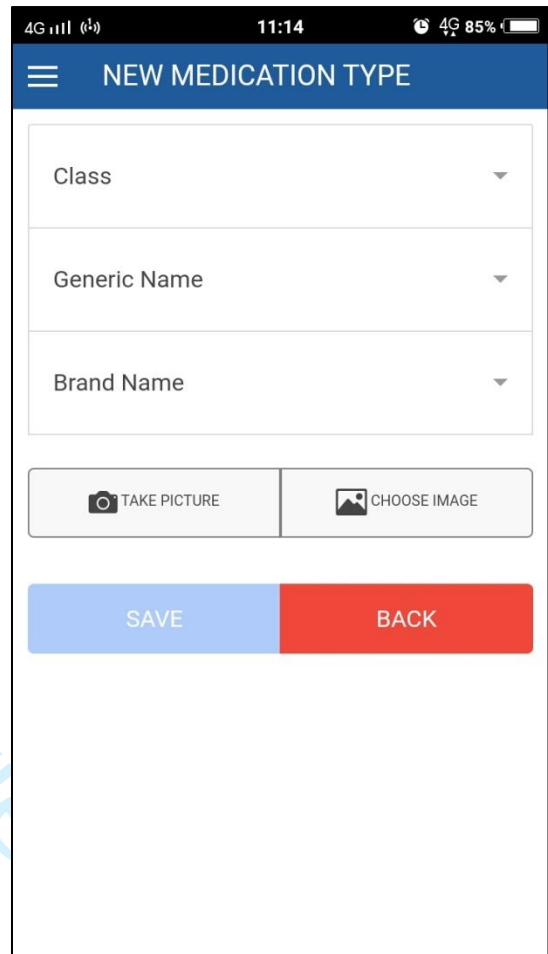 4G 11:14 4G 85%
NEW MEDICATION TYPE
Class
Generic Name
Brand Name
TAKE PICTURE CHOOSE IMAGE
SAVE BACK